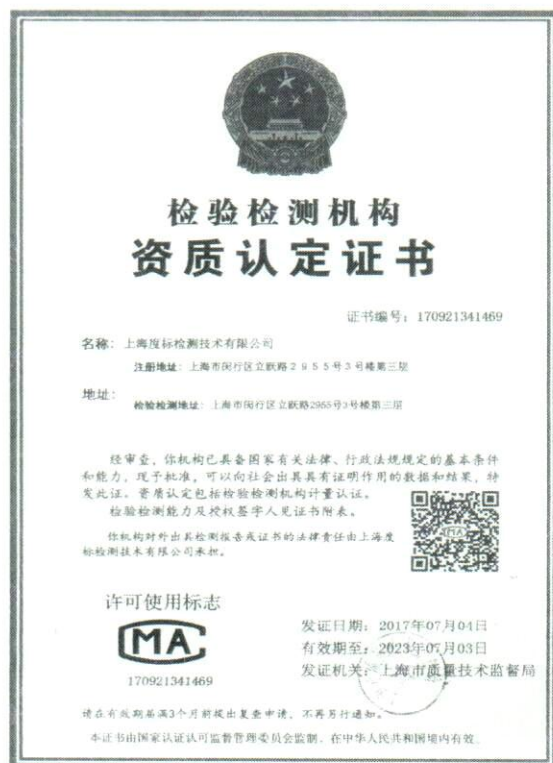 检验检测机构
资质认定证书
证书编号：170921341469
名称：上海度标检测技术有限公司
注册地址：上海市闵行区立跃路2955号3号楼第三层
地址：
检验检测地址：上海市闵行区立跃路2955号3号楼第三层
经审查，你机构已具备国家有关法律、行政法规规定的基本条件
和能力，现予批准，可以向社会出具具有证明作用的数据和结果，特
发此证。资质认定包括检验检测机构计量认证。
检验检测能力及授权签字人见证书附表。
你机构对外出具检测报告或证书的法律责任由上海度
标检测技术有限公司承担。
MA
许可使用标志
MA
170921341469
发证日期：2017年07月04日
有效期至：2023年07月03日
发证机关：上海市质量技术监督局
请在有效期届满3个月前提出复查申请，不再另行通知。
本证书由国家认证认可监督管理委员会监制，在中华人民共和国境内有效。